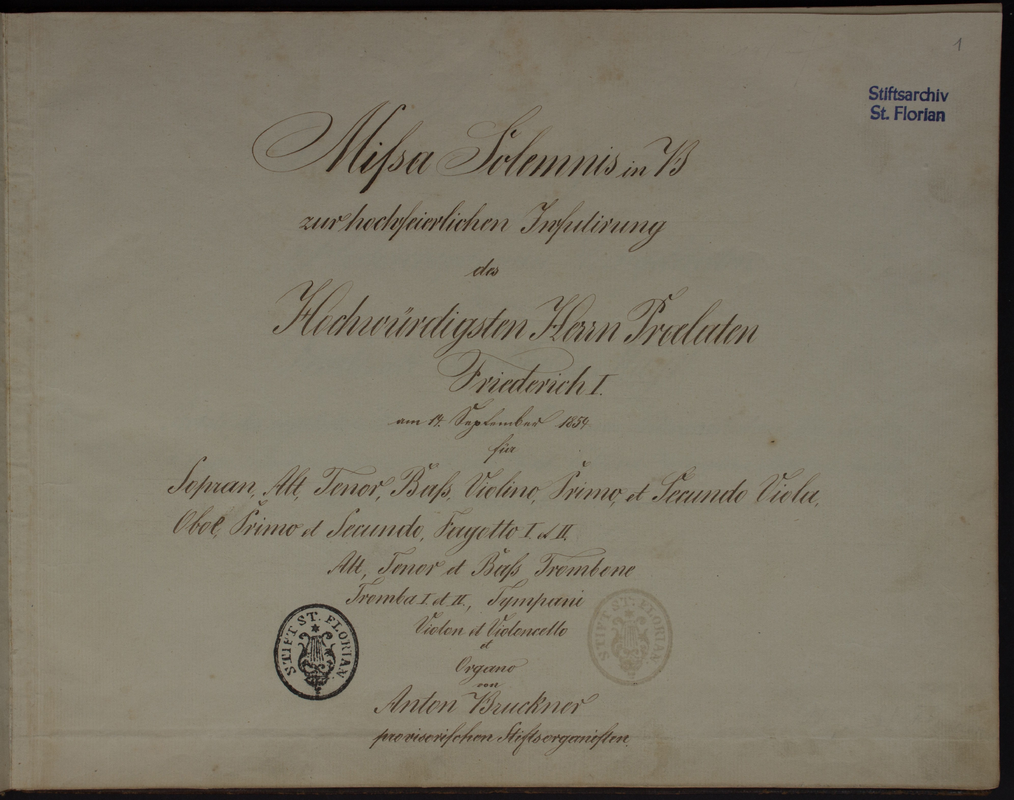 1
Stiftsarchiv
St. Florian
Miſsa Solemnis in B
zur hochfeierlichen Infulirung
des
Hochwürdigsten Herrn Praelaten
Friederich I.
am 14. September 1854
für
Sopran, Alt, Tenor, Baſs, Violino, Primo, et Secundo Viola,
Oboe, Primo et Secundo, Fagotto I et II,
Alt, Tenor et Baſs Trombone
Tromba I et II, Tympani
Violon et Violoncello
et
Organo
von
Anton Bruckner
proviſoriſchen Stiftsorganiſten.
STIFT ST. FLORIAN
STIFT ST. FLORIAN